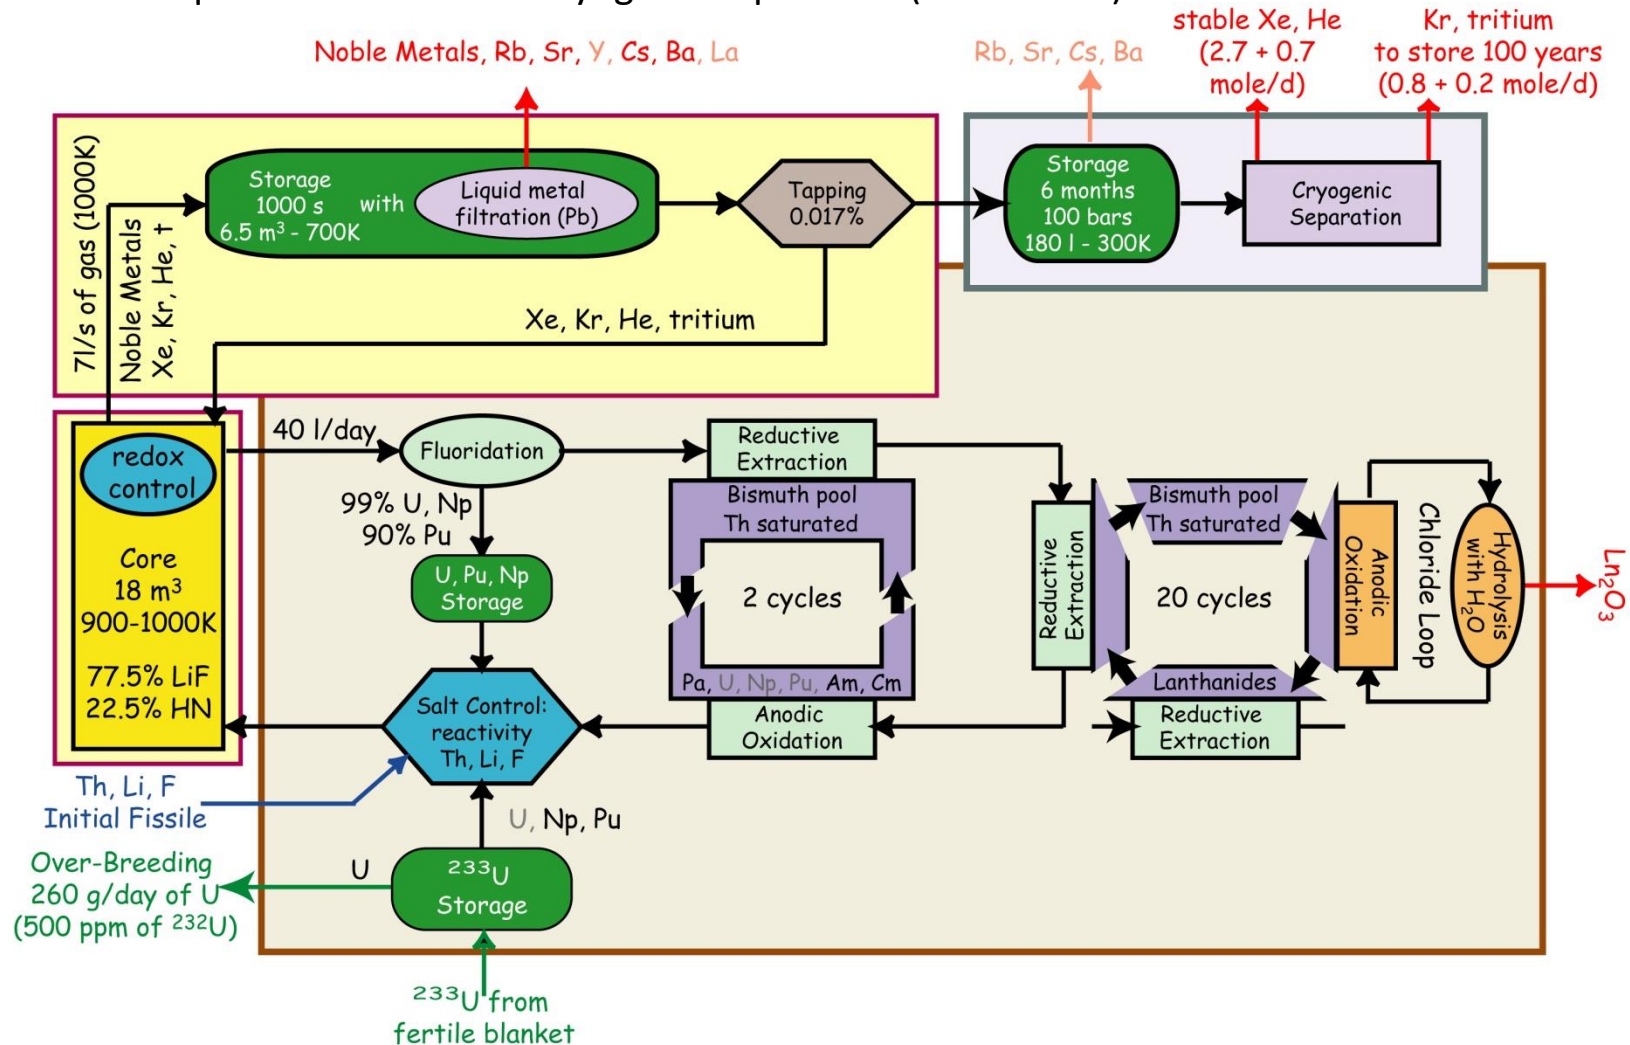 stable Xe, He
(2.7 + 0.7
mole/d)
Kr, tritium
to store 100 years
(0.8 + 0.2 mole/d)
Noble Metals, Rb, Sr, Y, Cs, Ba, La
Rb, Sr, Cs, Ba
7l/s of gas (1000K)
Noble Metals
Xe, Kr, He, t
Storage
1000 s
6.5 m³ - 700K
with
Liquid metal
filtration (Pb)
Tapping
0.017%
Storage
6 months
100 bars
180 l - 300K
Cryogenic
Separation
Xe, Kr, He, tritium
redox
control
Core
18 m³
900-1000K
77.5% LiF
22.5% HN
40 l/day
Fluoridation
99% U, Np
90% Pu
U, Pu, Np
Storage
Reductive
Extraction
Bismuth pool
Th saturated
2 cycles
Pa, U, Np, Pu, Am, Cm
Anodic
Oxidation
Reductive
Extraction
Bismuth pool
Th saturated
20 cycles
Lanthanides
Reductive
Extraction
Anodic
Oxidation
Chloride Loop
Hydrolysis
with H₂O
Ln₂O₃
Salt Control:
reactivity
Th, Li, F
Th, Li, F
Initial Fissile
U, Np, Pu
Over-Breeding
260 g/day of U
(500 ppm of ²³²U)
U
²³³U
Storage
²³³U from
fertile blanket